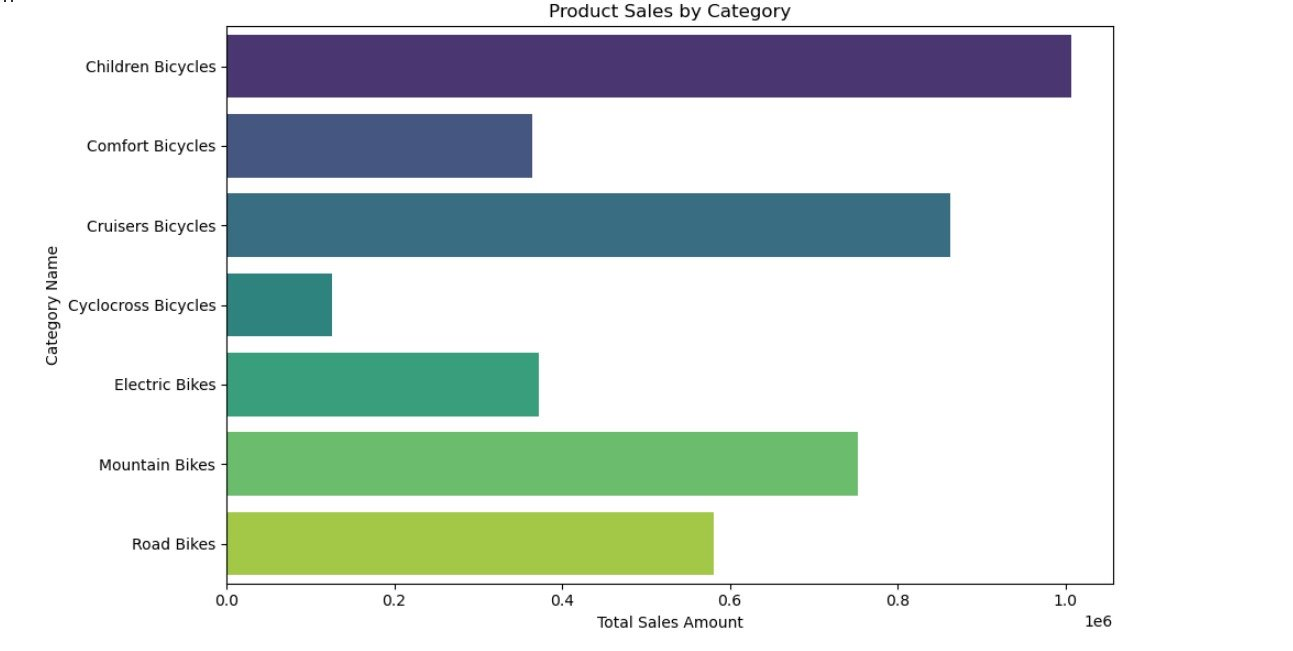 Product Sales by Category
Children Bicycles
Comfort Bicycles
Cruisers Bicycles
Cyclocross Bicycles
Electric Bikes
Mountain Bikes
Road Bikes
Category Name
0.0 0.2 0.4 0.6 0.8 1.0
1e6
Total Sales Amount